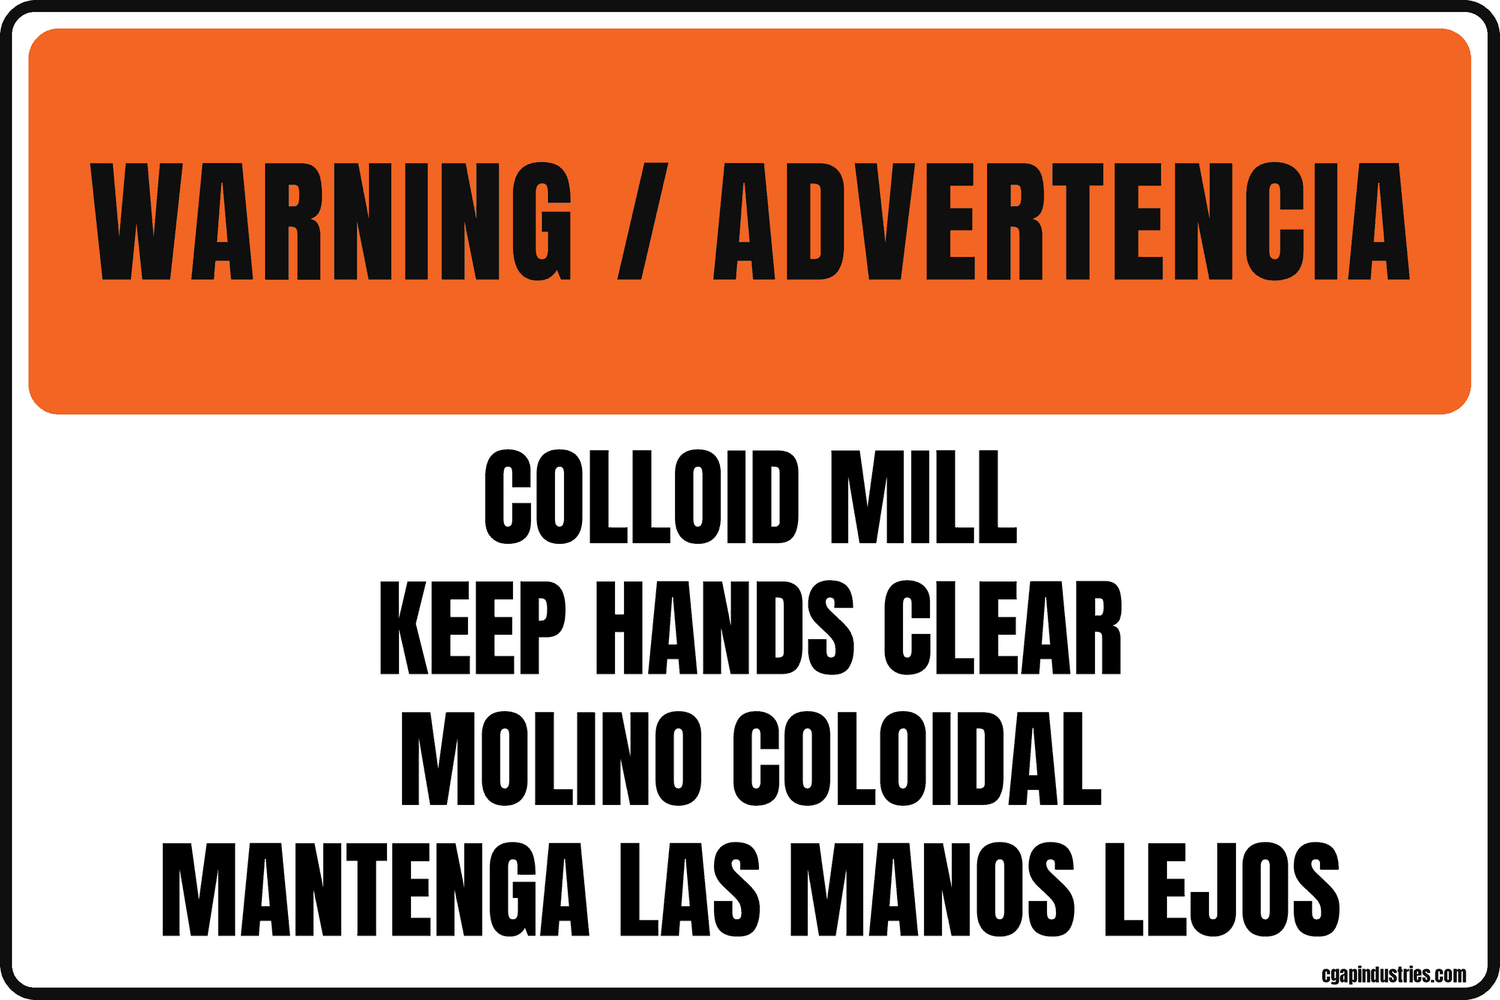 WARNING / ADVERTENCIA
COLLOID MILL
KEEP HANDS CLEAR
MOLINO COLOIDAL
MANTENGA LAS MANOS LEJOS
cgapindustries.com